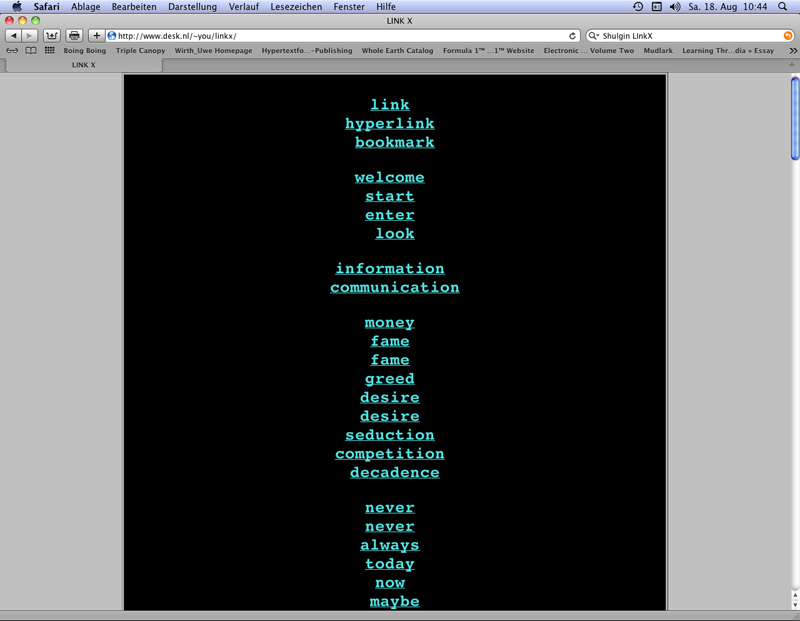 Safari Ablage Bearbeiten Darstellung Verlauf Lesezeichen Fenster Hilfe Sa. 18. Aug 10:44
LINK X
http://www.desk.nl/~you/linkx/ Shulgin LInkX
Boing Boing Triple Canopy Wirth_Uwe Homepage Hypertextfo...-Publishing Whole Earth Catalog Formula 1™ ...1™ Website Electronic ... Volume Two Mudlark Learning Thr...dia » Essay
LINK X
link
hyperlink
bookmark
welcome
start
enter
look
information
communication
money
fame
fame
greed
desire
desire
seduction
competition
decadence
never
never
always
today
now
maybe